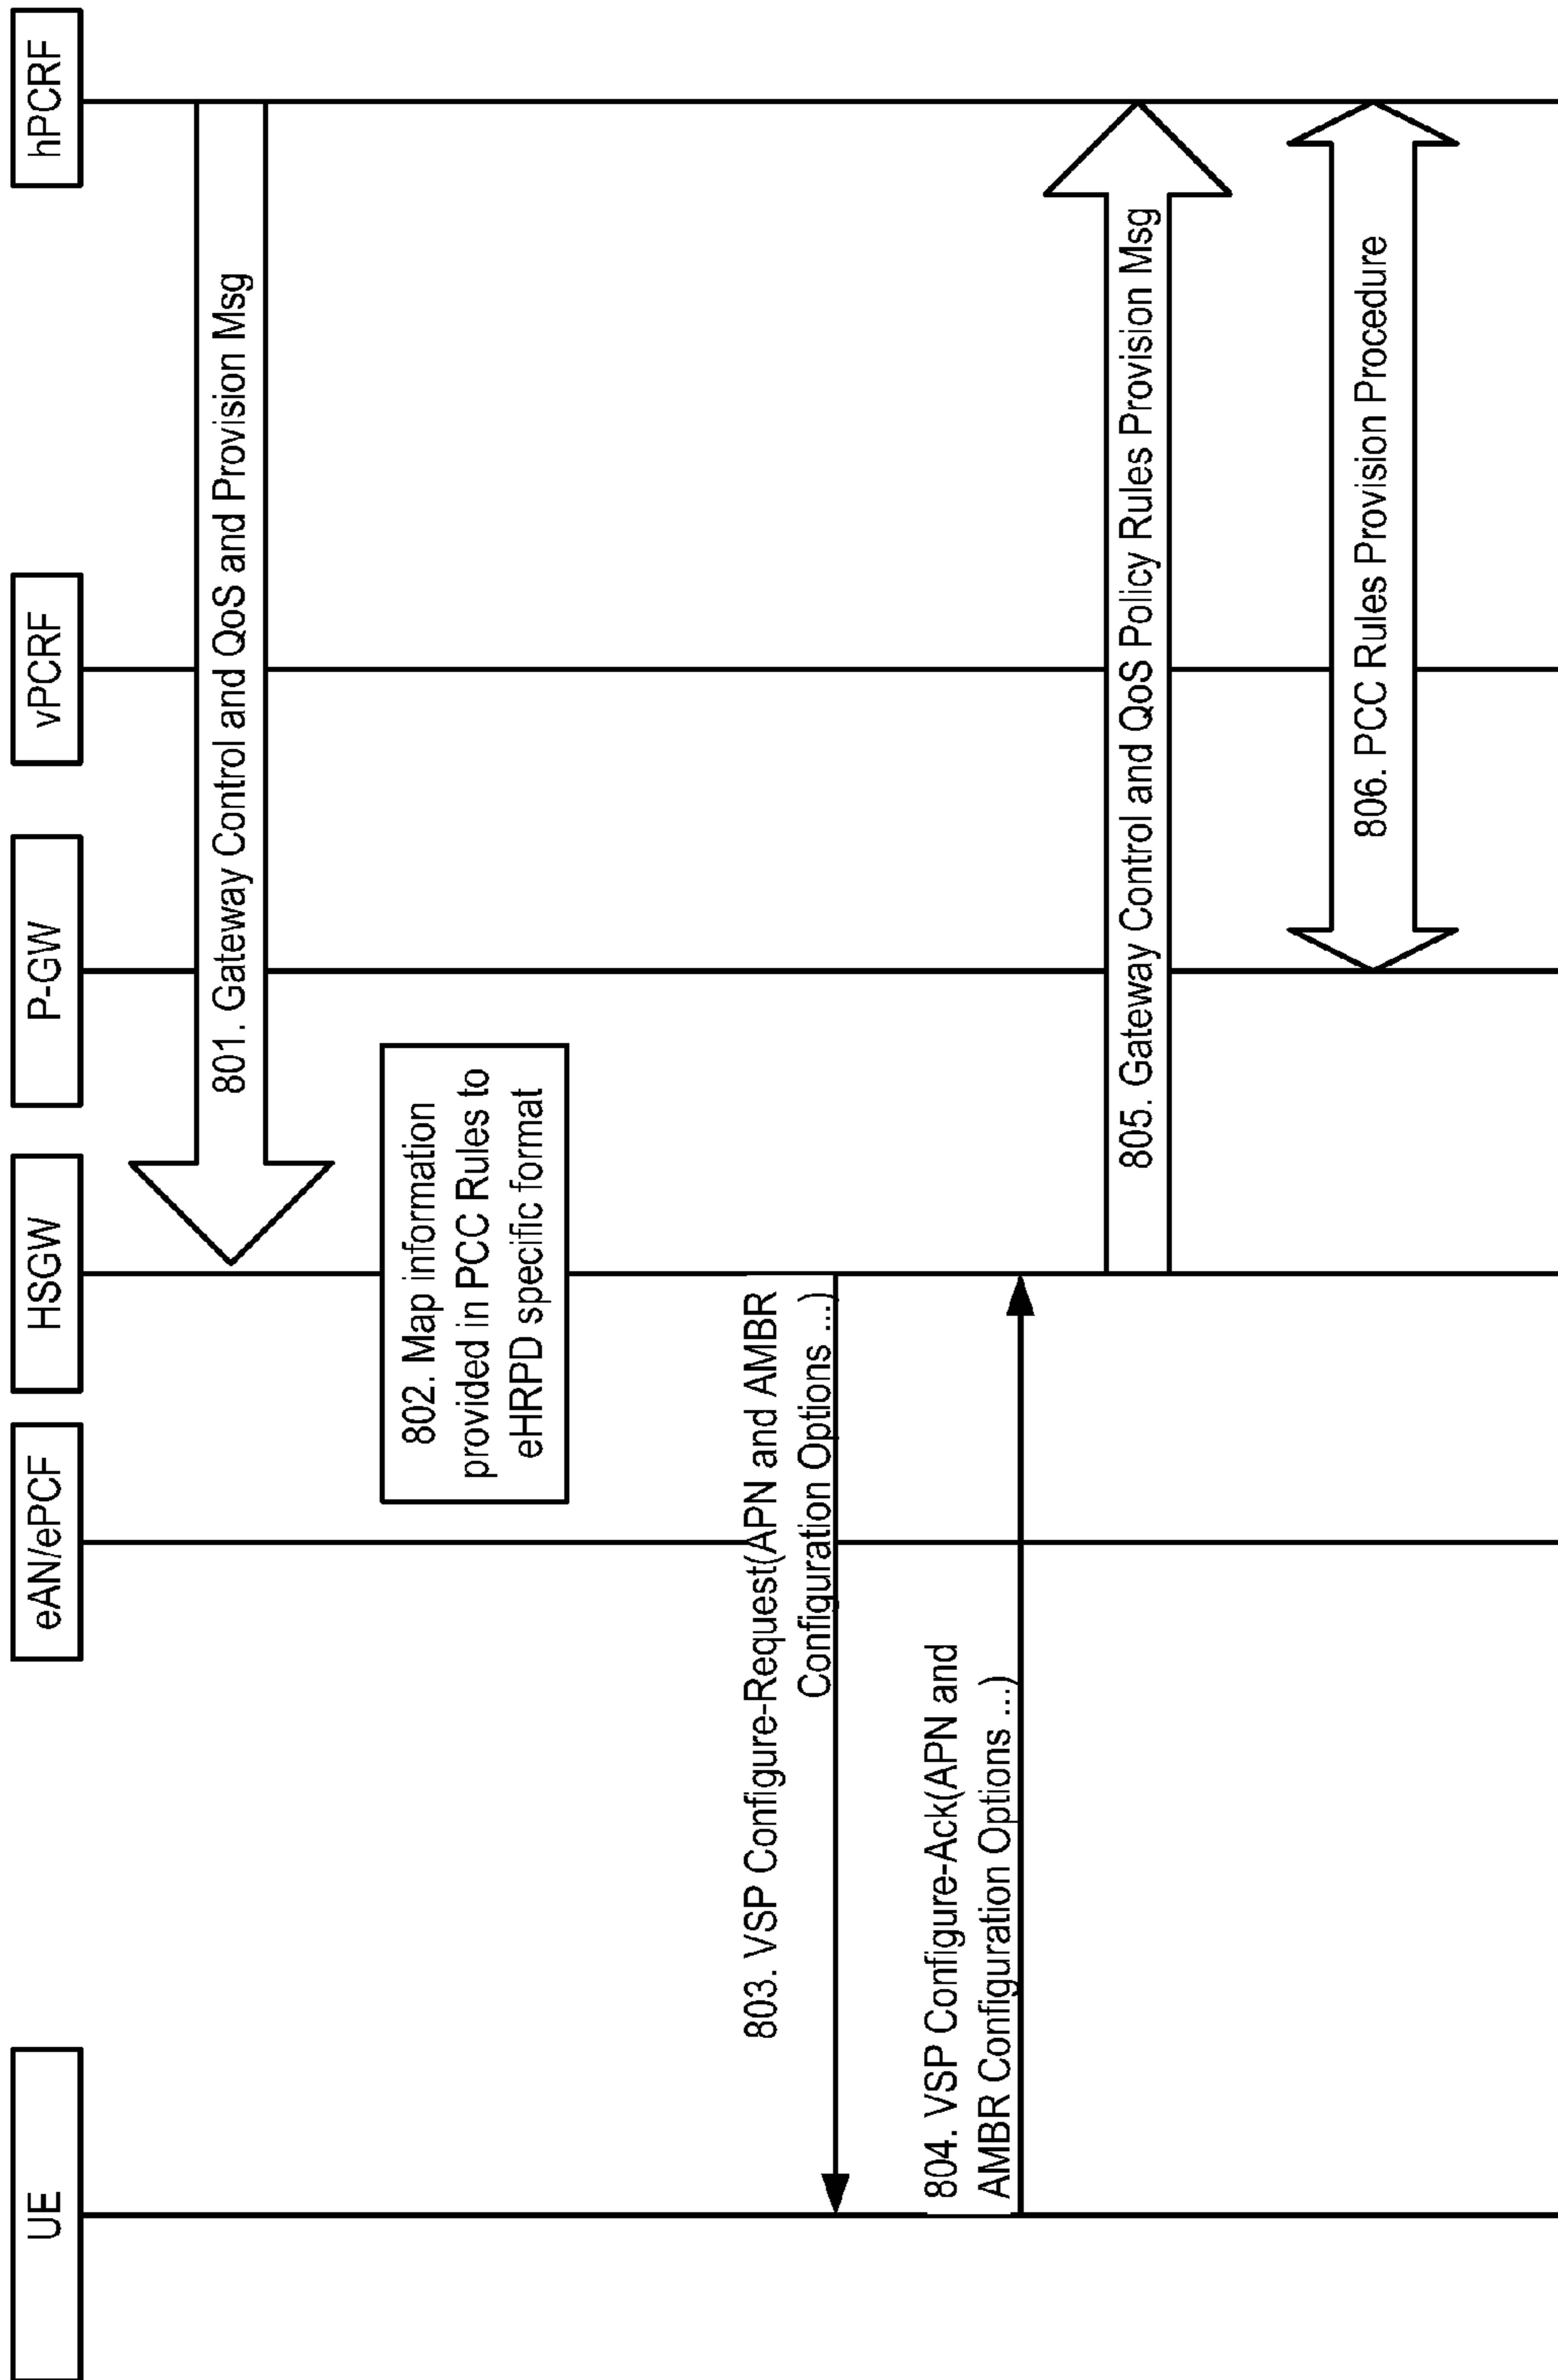 UE
eAN/ePCF
HSGW
P-GW
vPCRF
hPCRF
801. Gateway Control and QoS and Provision Msg
802. Map information
provided in PCC Rules to
eHRPD specific format
803. VSP Configure-Request(APN and AMBR
Configuration Options ...)
804. VSP Configure-Ack(APN and
AMBR Configuration Options ...)
805. Gateway Control and QoS Policy Rules Provision Msg
806. PCC Rules Provision Procedure